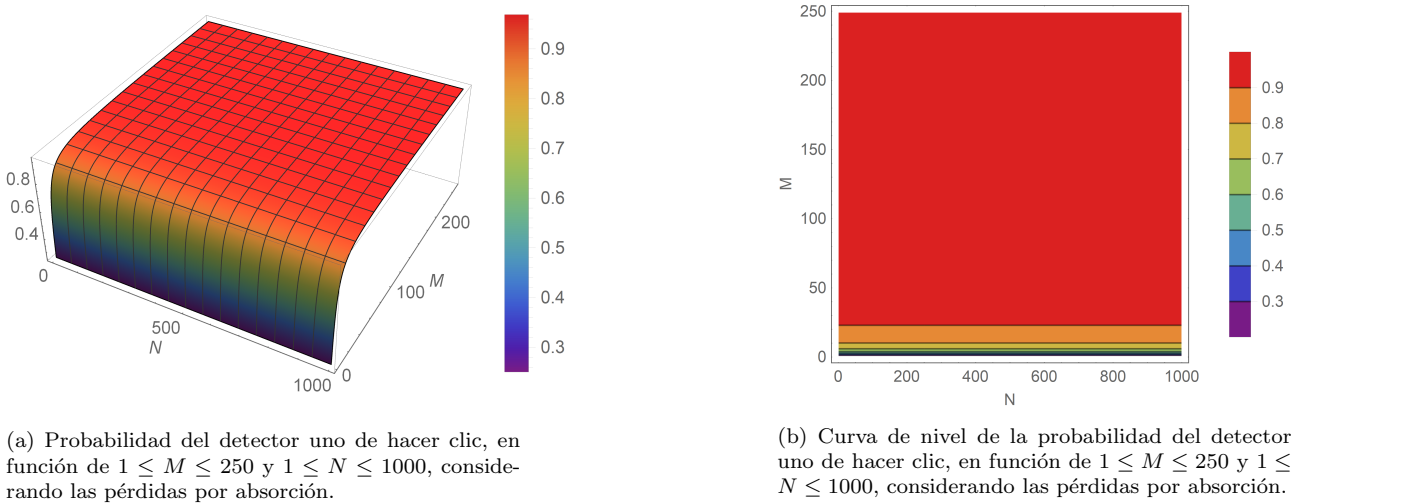 0.8
0.6
0.4
0
500
N
1000
0
100
M
200
0.9
0.8
0.7
0.6
0.5
0.4
0.3
(a) Probabilidad del detector uno de hacer clic, en
función de 1 ≤ M ≤ 250 y 1 ≤ N ≤ 1000, conside-
rando las pérdidas por absorción.
250
200
150
100
50
0
M
0 200 400 600 800 1000
N
0.9
0.8
0.7
0.6
0.5
0.4
0.3
(b) Curva de nivel de la probabilidad del detector
uno de hacer clic, en función de 1 ≤ M ≤ 250 y 1 ≤
N ≤ 1000, considerando las pérdidas por absorción.